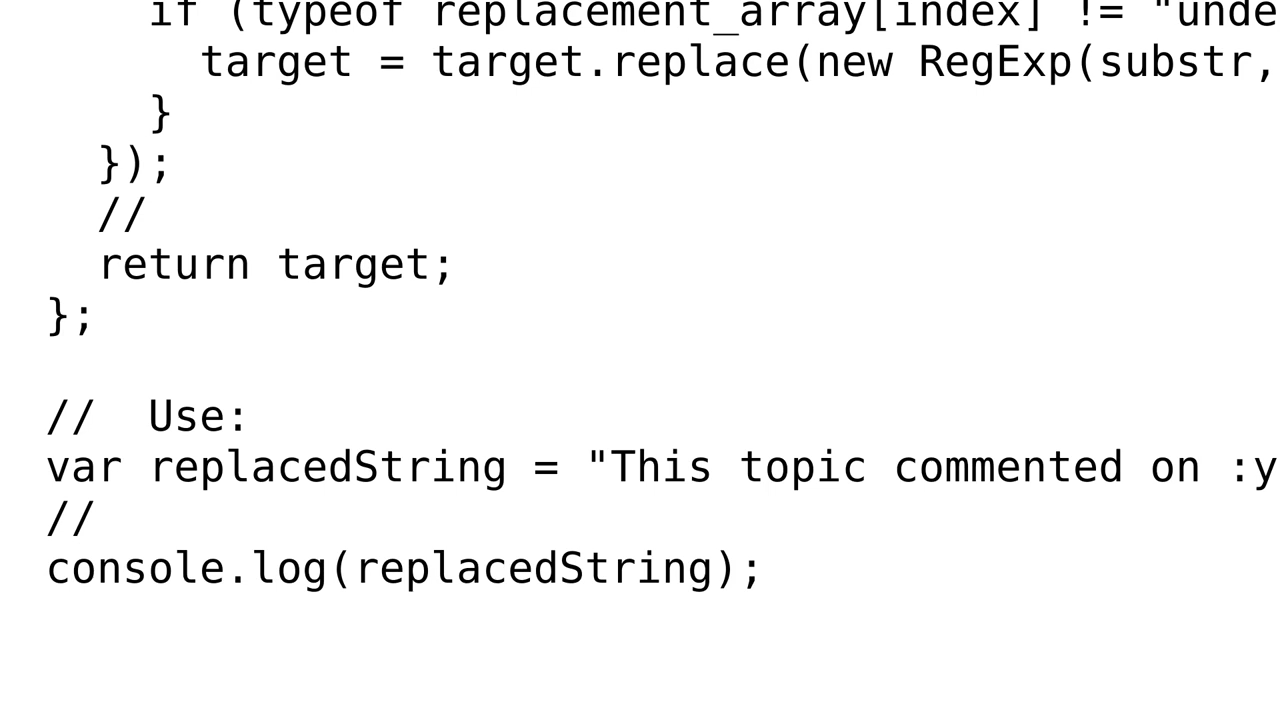 if (typeof replacement_array[index] != "unde
target = target.replace(new RegExp(substr,
}
});
//
return target;
};
// Use:
var replacedString = "This topic commented on :y
//
console.log(replacedString);